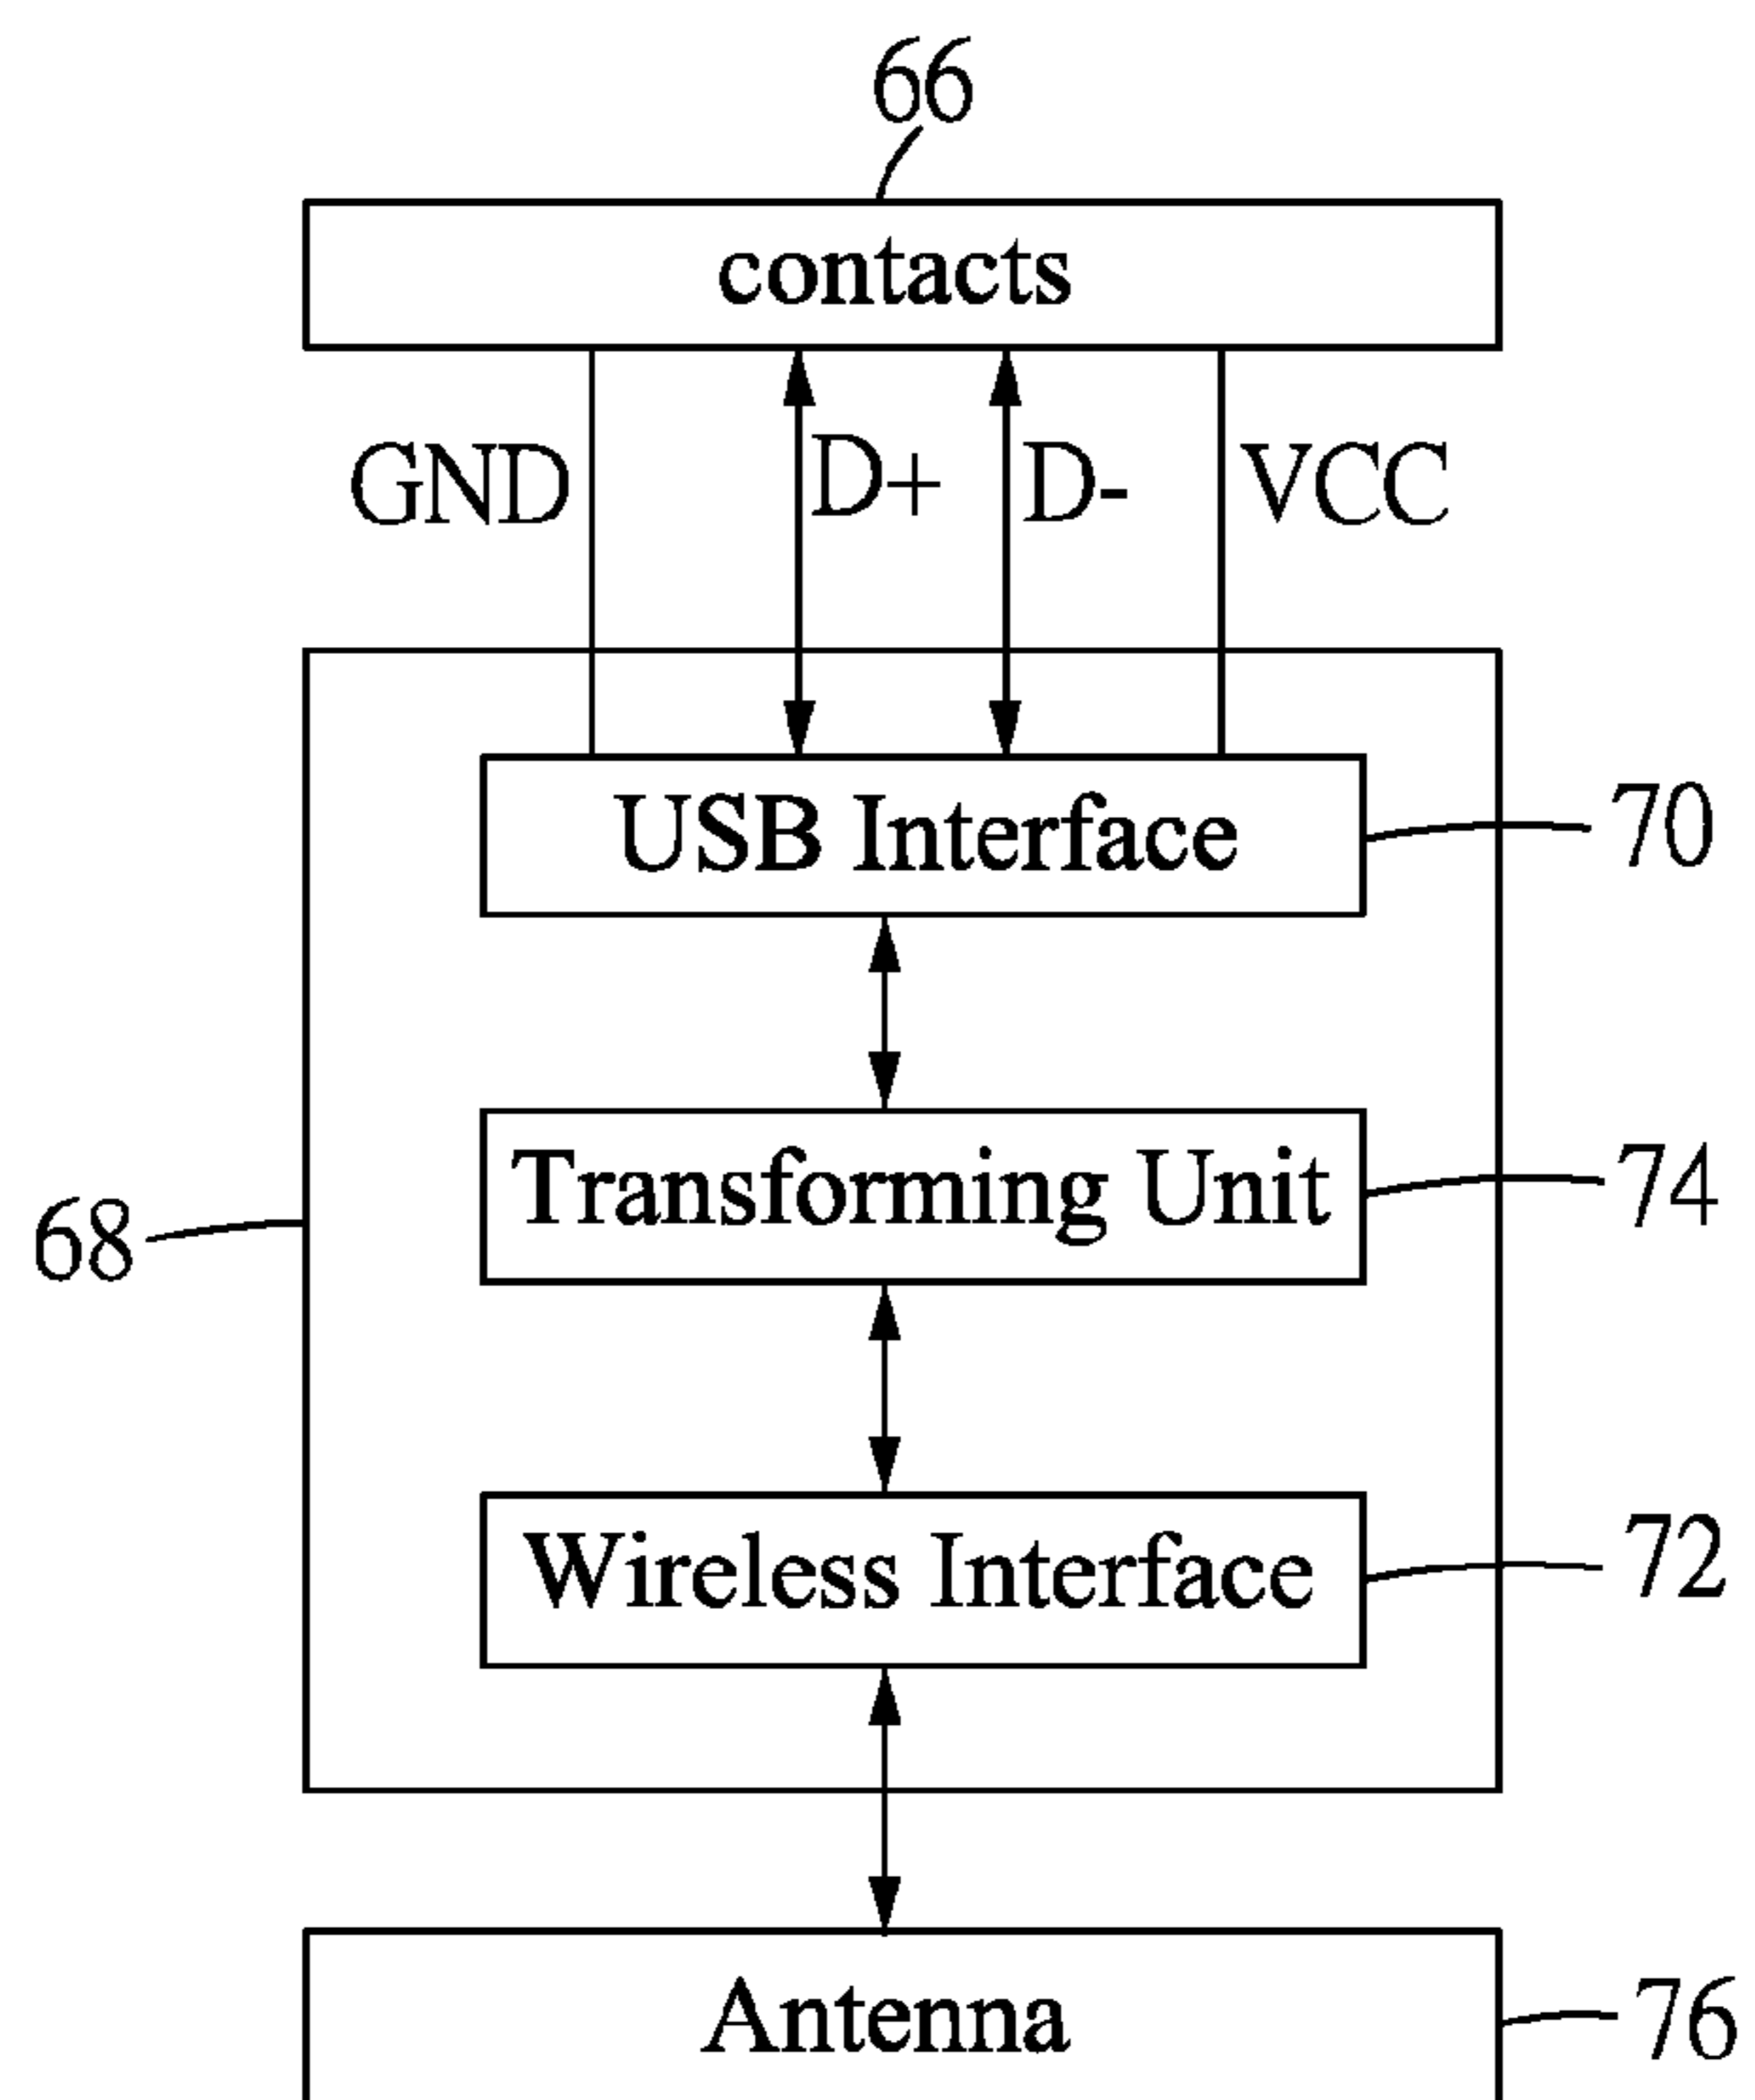 66
contacts
GND D+ D- VCC
USB Interface 70
Transforming Unit 74
68
Wireless Interface 72
Antenna 76